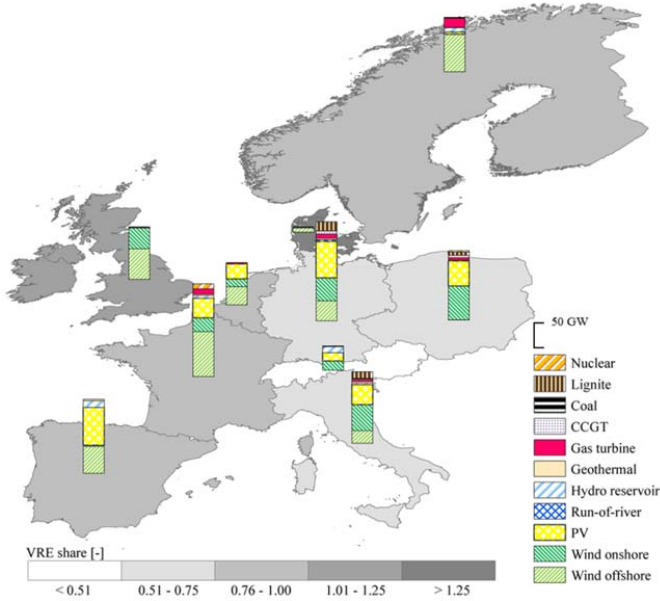 50 GW
Nuclear
Lignite
Coal
CCGT
Gas turbine
Geothermal
Hydro reservoir
Run-of-river
PV
Wind onshore
Wind offshore
VRE share [-]
< 0.51 0.51 - 0.75 0.76 - 1.00 1.01 - 1.25 > 1.25